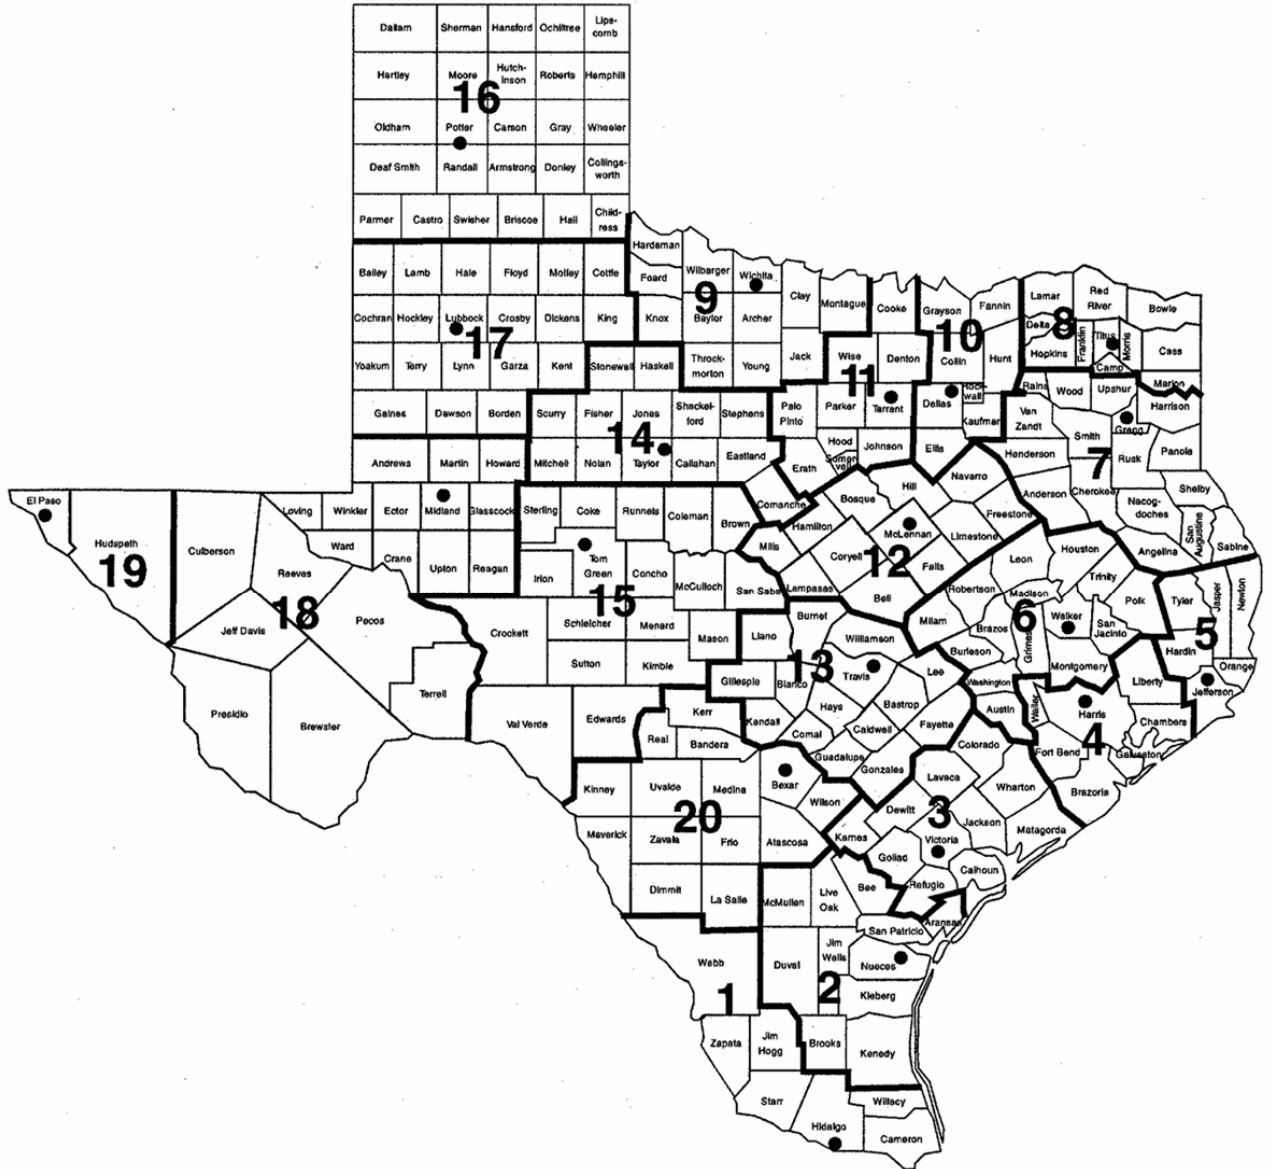 Dallam Sherman Hansford Ochiltree Lips-
comb
Hartley Moore Hutch-
inson Roberts Hemphill
16
Oldham Potter Carson Gray Wheeler
Deaf Smith Randall Armstrong Donley Collings-
worth
Parmer Castro Swisher Briscoe Hall Child-
ress
Hardeman
Bailey Lamb Hale Floyd Motley Cottle Foard Wilbarger Wichita
9
Clay Montague Cooke Grayson Fannin Lamar Red
River Bowie
Cochran Hockley Lubbock Crosby Dickens King Knox Baylor Archer
17
10
8
Delta Franklin Titus Morris Cass
Hopkins Camp
Yoakum Terry Lynn Garza Kent Stonewall Haskell Throck-
morton Young Jack Wise Denton Collin Hunt
11
Rains Wood Upshur Marion
Gaines Dawson Borden Scurry Fisher Jones Shackel-
ford Stephens Palo
Pinto Parker Tarrant Dallas Rock-
wall Kaufman Van
Zandt Smith Gregg Harrison
14
7
Andrews Martin Howard Mitchell Nolan Taylor Callahan Eastland Erath Hood Somer-
vell Johnson Ellis Henderson Rusk Panola
El Paso
Hudspeth
19
Culberson Loving Winkler Ector Midland Glasscock Sterling Coke Runnels Coleman Brown Comanche Bosque Hill Navarro Anderson Cherokee Nacog-
doches Shelby
Reeves Ward Crane Upton Reagan Irion Tom
Green Concho McCulloch San Saba Mills Hamilton Coryell McLennan Limestone Freestone Leon Houston Angelina San
Augustine Sabine
18
15
12
6
5
Jeff Davis Pecos Crockett Schleicher Menard Mason Lampasas Bell Falls Robertson Madison Trinity Polk Tyler Jasper Newton
Terrell Sutton Kimble Llano Burnet Williamson Milam Brazos Grimes Walker San
Jacinto Hardin
13
Presidio Brewster Val Verde Edwards Gillespie Blanco Travis Lee Burleson Washington Montgomery Liberty Orange
Jefferson
Real Kerr Bandera Kendall Hays Comal Caldwell Bastrop Fayette Austin Waller Harris Chambers
4
Kinney Uvalde Medina Bexar Guadalupe Gonzales Colorado Fort Bend Galveston
20
Wilson Lavaca Wharton Brazoria
Maverick Zavala Frio Atascosa Karnes Dewitt
3
Jackson Matagorda
Victoria
Goliad Calhoun
Dimmit La Salle McMullen Live
Oak Bee Refugio
Aransas
San Patricio
Webb Duval Jim
Wells Nueces
1
2
Kleberg
Zapata Jim
Hogg Brooks Kenedy
Starr Hidalgo Willacy
Cameron